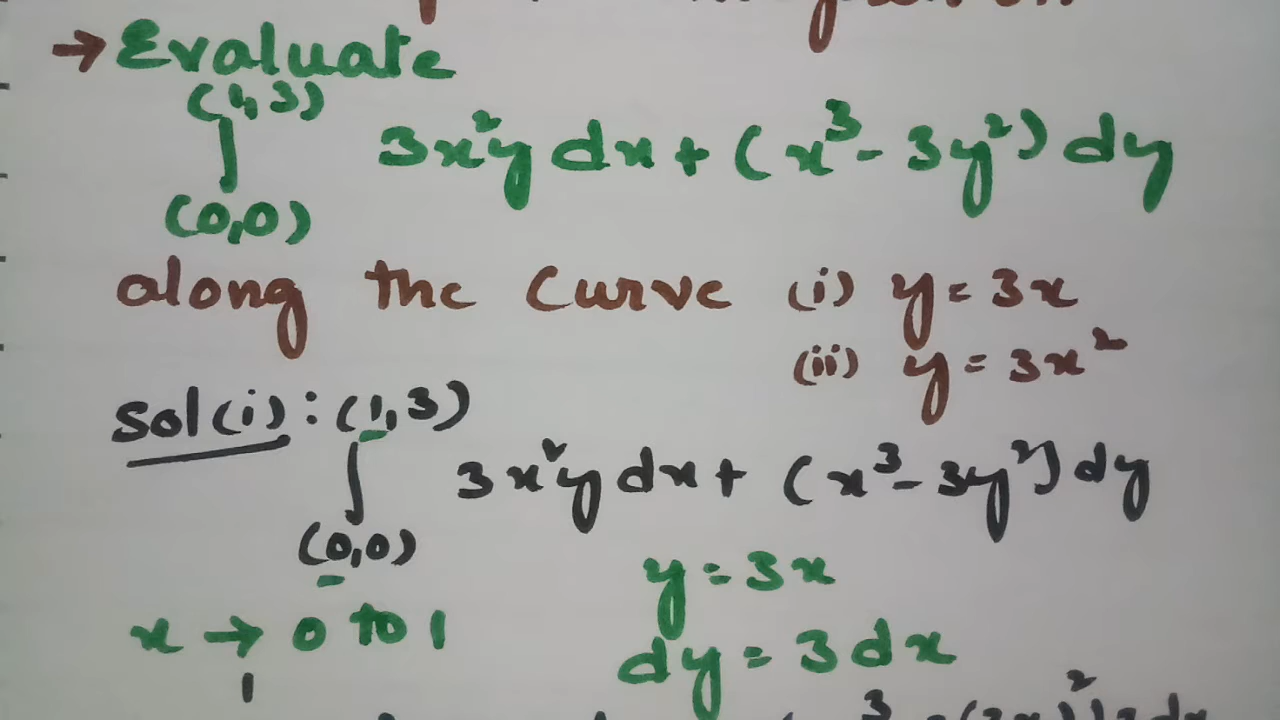 → Evaluate
∫ 3x²y dx + (x³ - 3y²) dy
(1,3)
(0,0)
along the Curve (i) y = 3x
(ii) y = 3x²
Sol(i) : (1,3)
∫ 3x²y dx + (x³ - 3y²) dy
(0,0)
y = 3x
x → 0 to 1
dy = 3dx
1